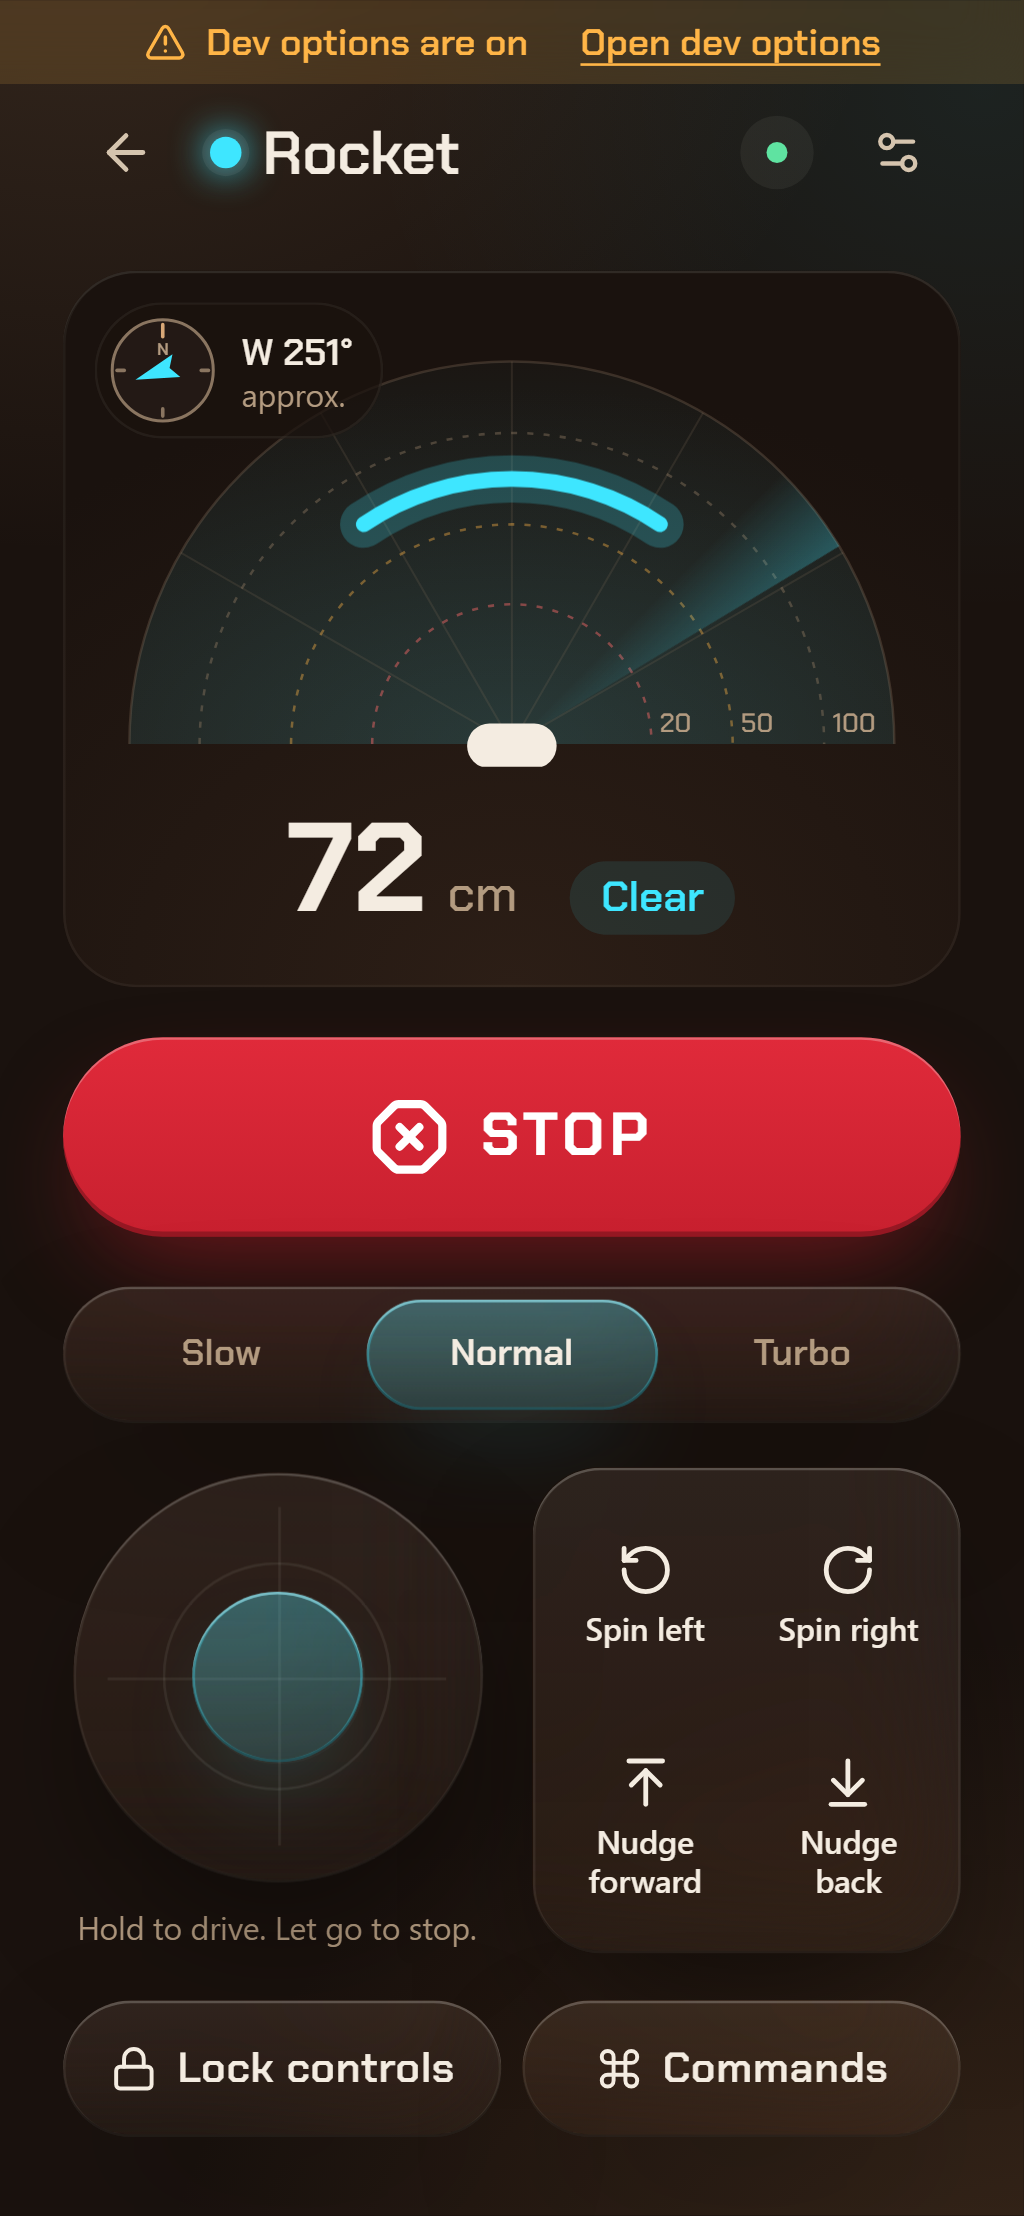 Dev options are on Open dev options
Rocket
N
W 251°
approx.
20 50 100
72 cm Clear
STOP
Slow Normal Turbo
Spin left Spin right
Nudge forward
Nudge back
Hold to drive. Let go to stop.
Lock controls Commands